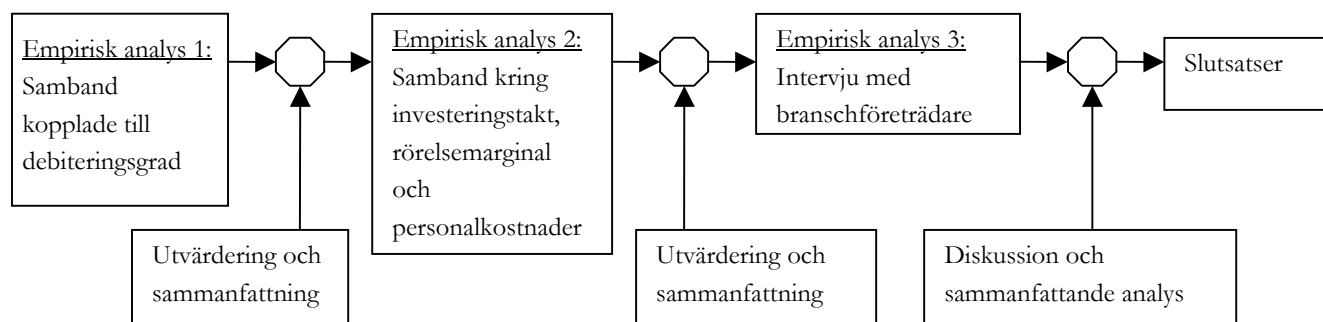 Empirisk analys 1:
Samband
kopplade till
debiteringsgrad
Empirisk analys 2:
Samband kring
investeringstakt,
rörelsemarginal
och
personalkostnader
Empirisk analys 3:
Intervju med
branschföreträdare
Slutsatser
Utvärdering och
sammanfattning
Utvärdering och
sammanfattning
Diskussion och
sammanfattande analys